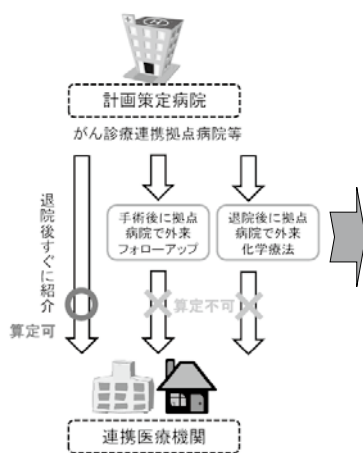 計画策定病院
がん診療連携拠点病院等
退院後すぐに紹介
手術後に拠点
病院で外来
フォローアップ
退院後に拠点
病院で外来
化学療法
算定可
算定不可
連携医療機関